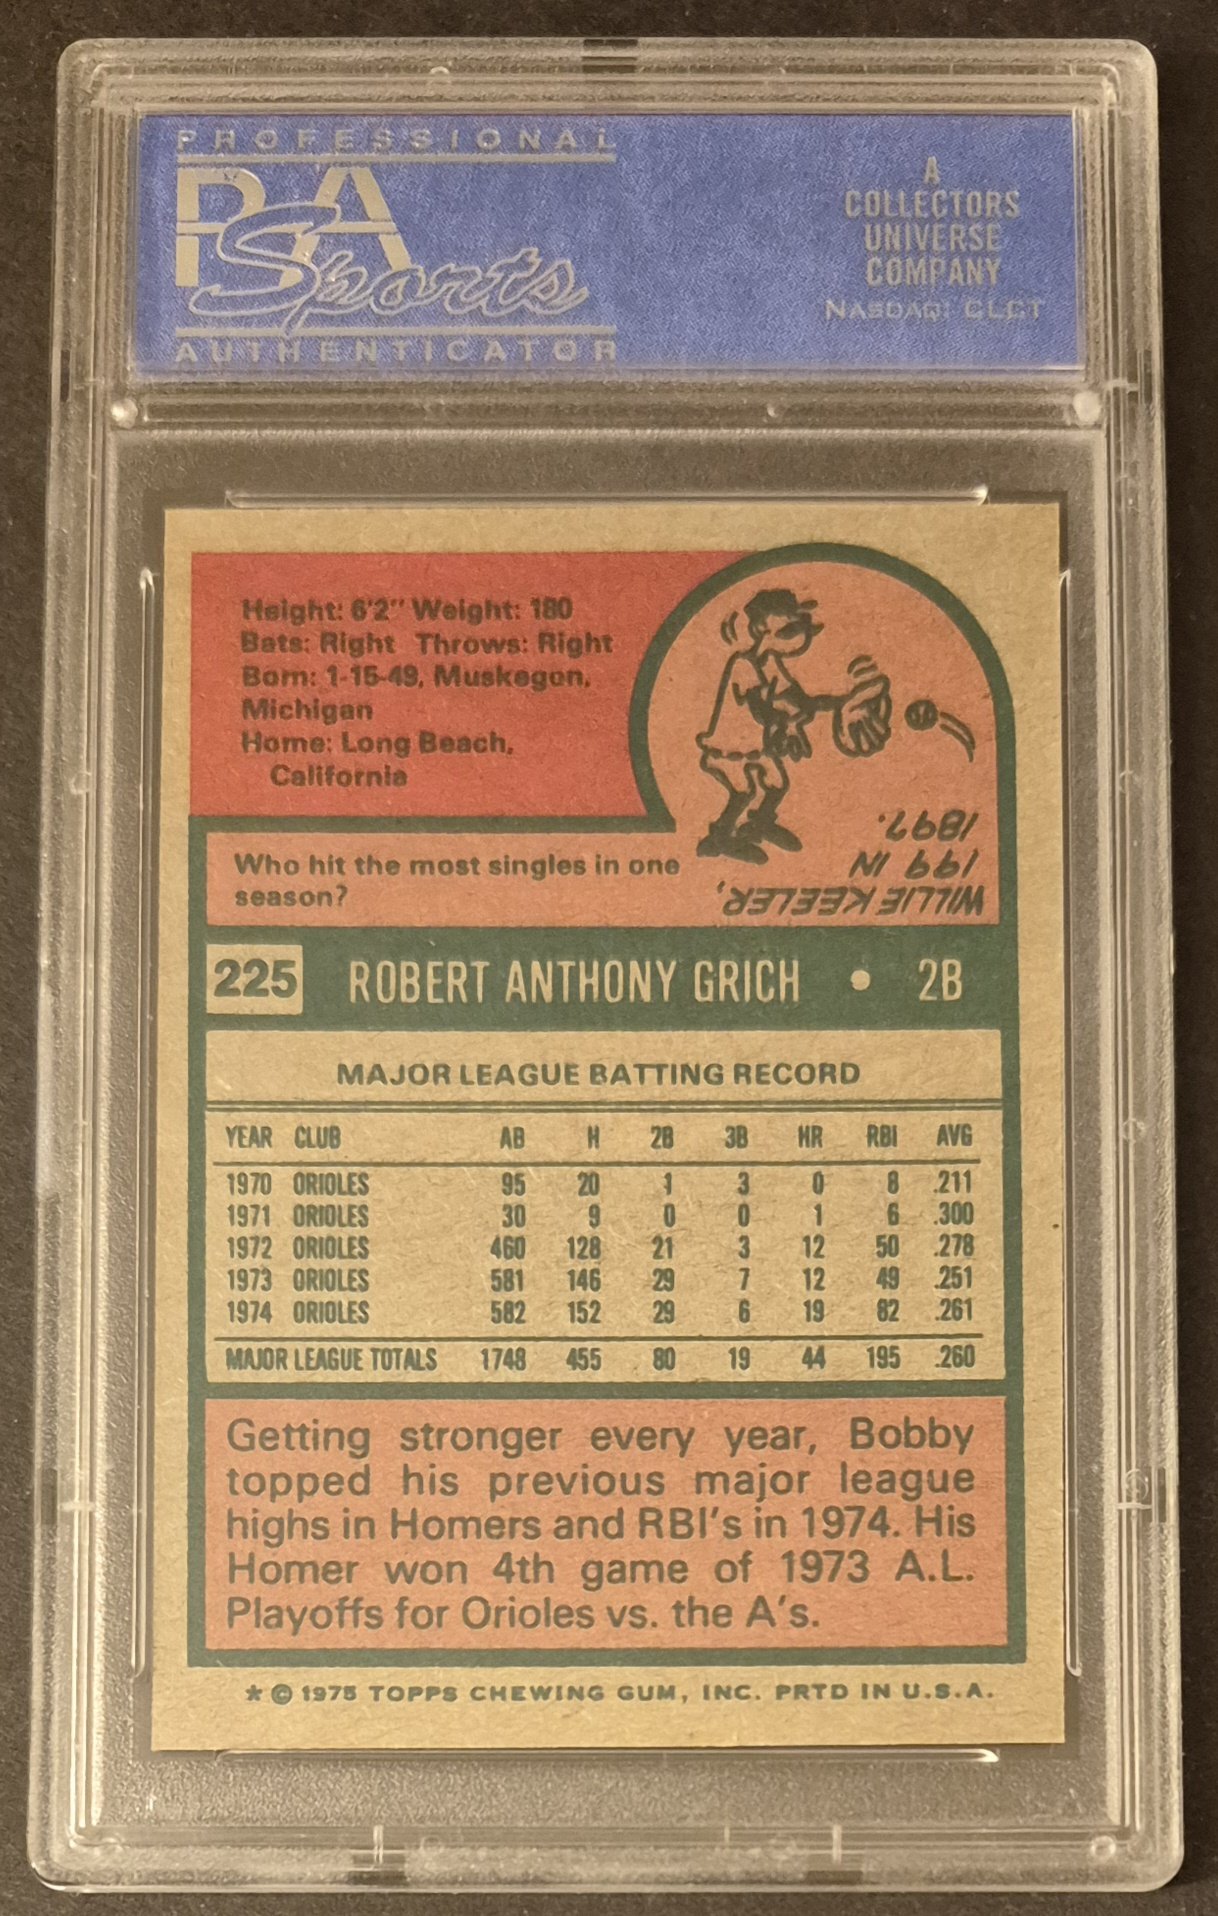 PROFESSIONAL
PSA
Sports
AUTHENTICATOR
A
COLLECTORS
UNIVERSE
COMPANY
NASDAQ: CLCT
Height: 6'2" Weight: 180
Bats: Right Throws: Right
Born: 1-15-49, Muskegon,
Michigan
Home: Long Beach,
California
Who hit the most singles in one
season?
WILLIE KEELER,
199 IN
1897.
225 ROBERT ANTHONY GRICH • 2B
MAJOR LEAGUE BATTING RECORD
YEAR CLUB AB H 2B 3B HR RBI AVG
1970 ORIOLES 95 20 1 3 0 8 .211
1971 ORIOLES 30 9 0 0 1 6 .300
1972 ORIOLES 460 128 21 3 12 50 .278
1973 ORIOLES 581 146 29 7 12 49 .251
1974 ORIOLES 582 152 29 6 19 82 .261
MAJOR LEAGUE TOTALS 1748 455 80 19 44 195 .260
Getting stronger every year, Bobby
topped his previous major league
highs in Homers and RBI's in 1974. His
Homer won 4th game of 1973 A.L.
Playoffs for Orioles vs. the A's.
* © 1975 TOPPS CHEWING GUM, INC. PRTD IN U.S.A.